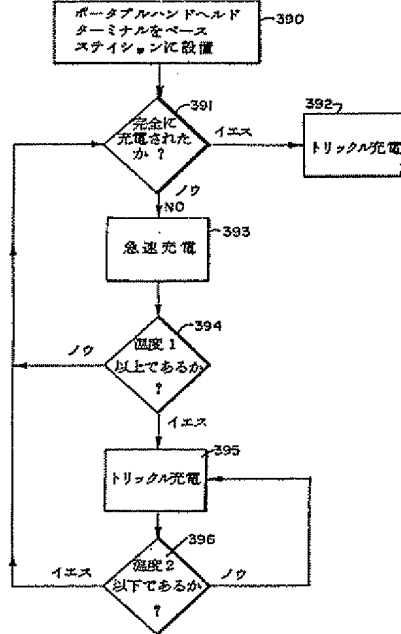 ポータブルハンドヘルド
ターミナルをベース
ステイションに設置
390
391
完全に
充電された
か？
イエス
392
トリックル充電
ノウ
NO
393
急速充電
394
温度1
以上であるか
？
ノウ
イエス
395
トリックル充電
396
温度2
以下であるか
？
イエス
ノウ